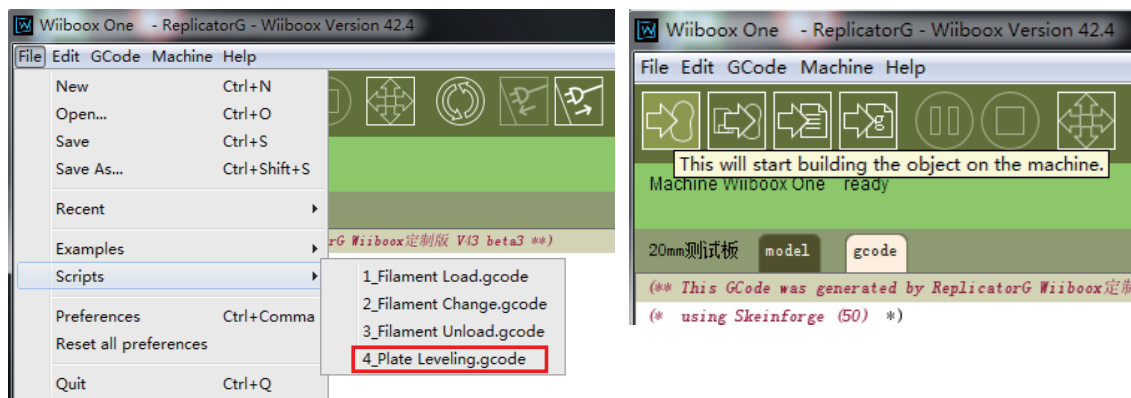 Wiiboox One - ReplicatorG - Wiiboox Version 42.4
File Edit GCode Machine Help
New Ctrl+N
Open... Ctrl+O
Save Ctrl+S
Save As... Ctrl+Shift+S
Recent
Examples
Scripts
Preferences Ctrl+Comma
Reset all preferences
Quit Ctrl+Q
rG Wiiboox定制版 V43 beta3 **)
1_Filament Load.gcode
2_Filament Change.gcode
3_Filament Unload.gcode
4_Plate Leveling.gcode
Wiiboox One - ReplicatorG - Wiiboox Version 42.4
File Edit GCode Machine Help
This will start building the object on the machine.
Machine Wiiboox One ready
20mm测试板 model gcode
(** This GCode was generated by ReplicatorG Wiiboox定制
(* using Skeinforge (50) *)